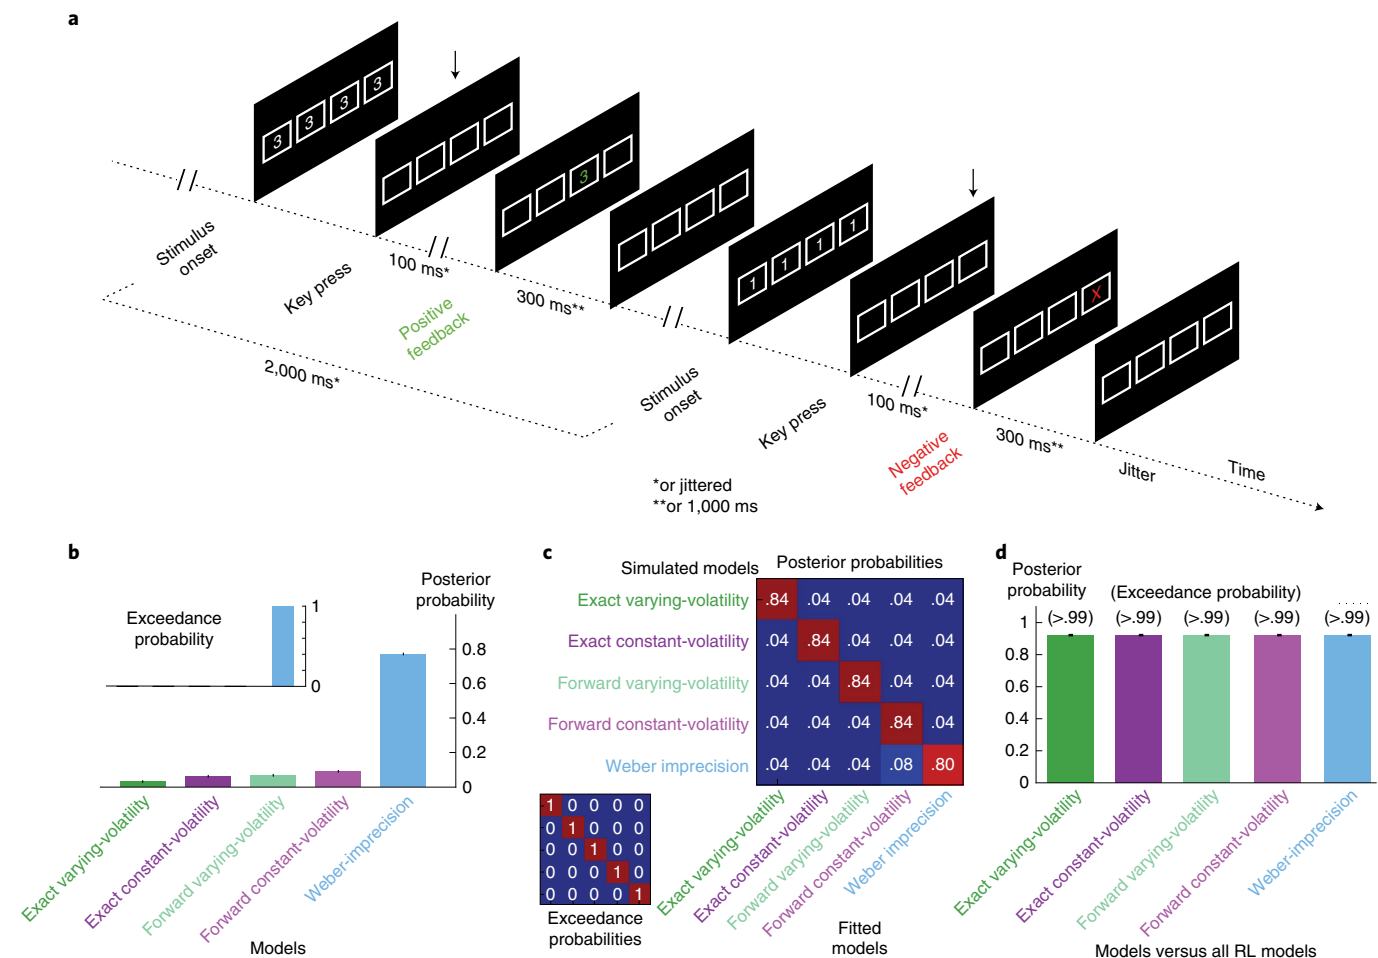 a
3 3 3 3
3
1 1 1 1
X
Stimulus
onset
Key press
100 ms*
Positive
feedback
300 ms**
2,000 ms*
Stimulus
onset
Key press
100 ms*
Negative
feedback
300 ms**
Jitter
Time
*or jittered
**or 1,000 ms
b
Exceedance
probability
1
0
Posterior
probability
0.8
0.6
0.4
0.2
0
Exact varying-volatility
Exact constant-volatility
Forward varying-volatility
Forward constant-volatility
Weber-imprecision
Models
c
Simulated models
Posterior probabilities
Exact varying-volatility .84 .04 .04 .04 .04
Exact constant-volatility .04 .84 .04 .04 .04
Forward varying-volatility .04 .04 .84 .04 .04
Forward constant-volatility .04 .04 .04 .84 .04
Weber imprecision .04 .04 .04 .08 .80
Exact varying-volatility
Exact constant-volatility
Forward varying-volatility
Forward constant-volatility
Weber imprecision
Fitted
models
1 0 0 0 0
0 1 0 0 0
0 0 1 0 0
0 0 0 1 0
0 0 0 0 1
Exceedance
probabilities
d
Posterior
probability
(Exceedance probability)
(>.99) (>.99) (>.99) (>.99) (>.99)
1
0.8
0.6
0.4
0.2
0
Exact varying-volatility
Exact constant-volatility
Forward varying-volatility
Forward constant-volatility
Weber-imprecision
Models versus all RL models